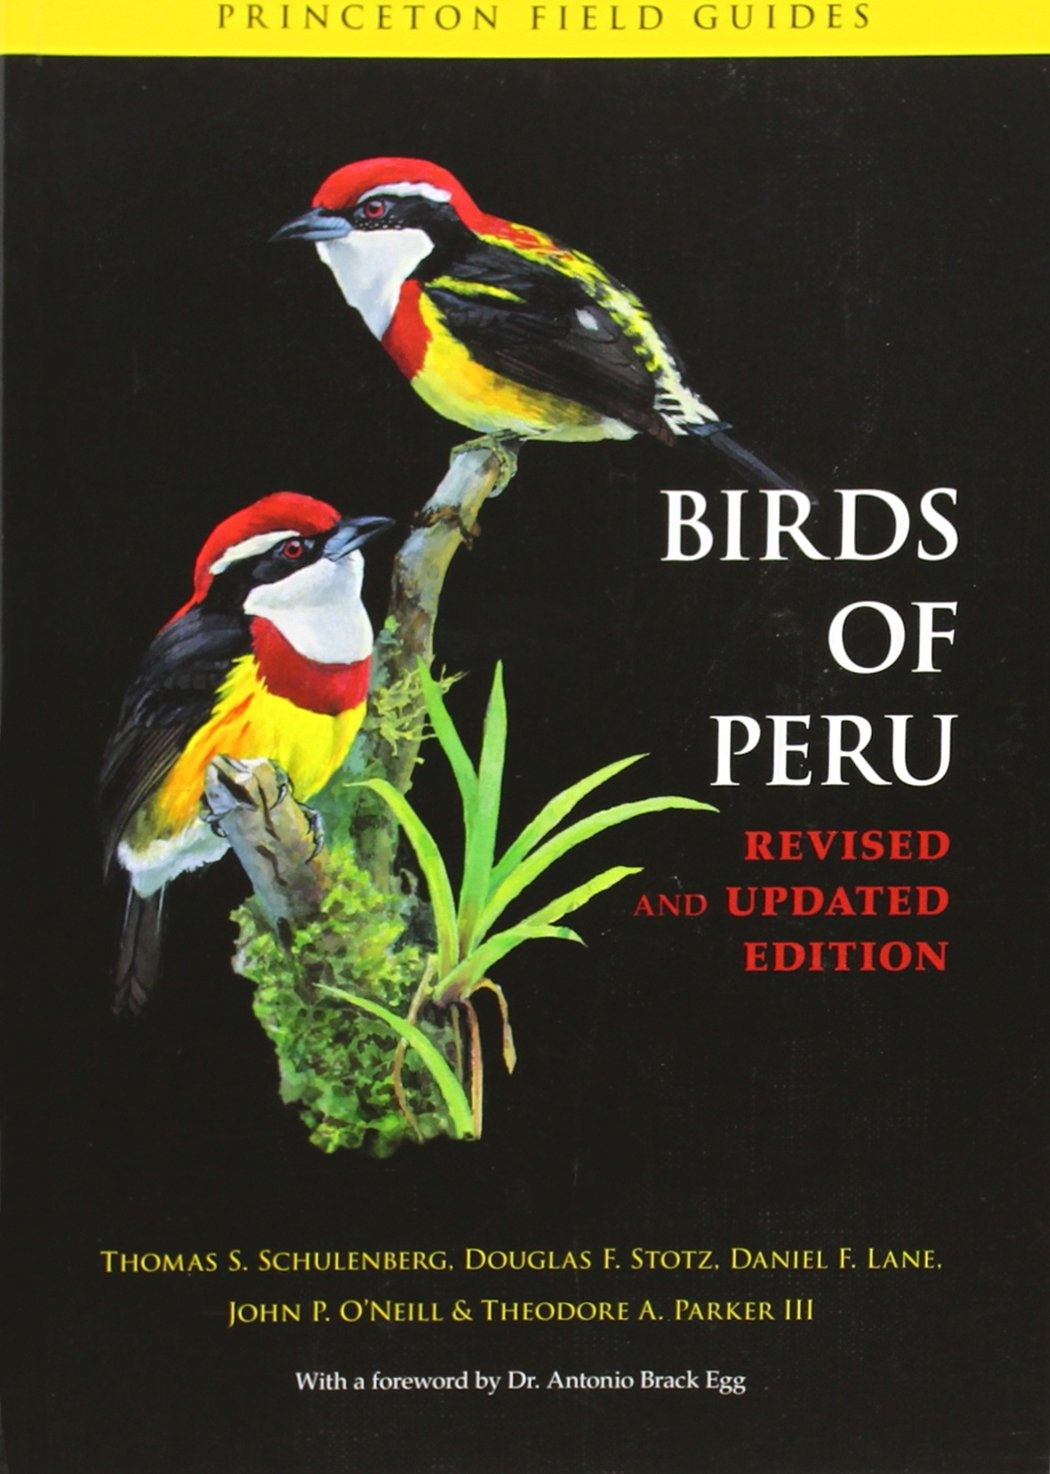 PRINCETON FIELD GUIDES
BIRDS
OF
PERU
REVISED
AND UPDATED
EDITION
THOMAS S. SCHULENBERG, DOUGLAS F. STOTZ, DANIEL F. LANE,
JOHN P. O'NEILL & THEODORE A. PARKER III
With a foreword by Dr. Antonio Brack Egg